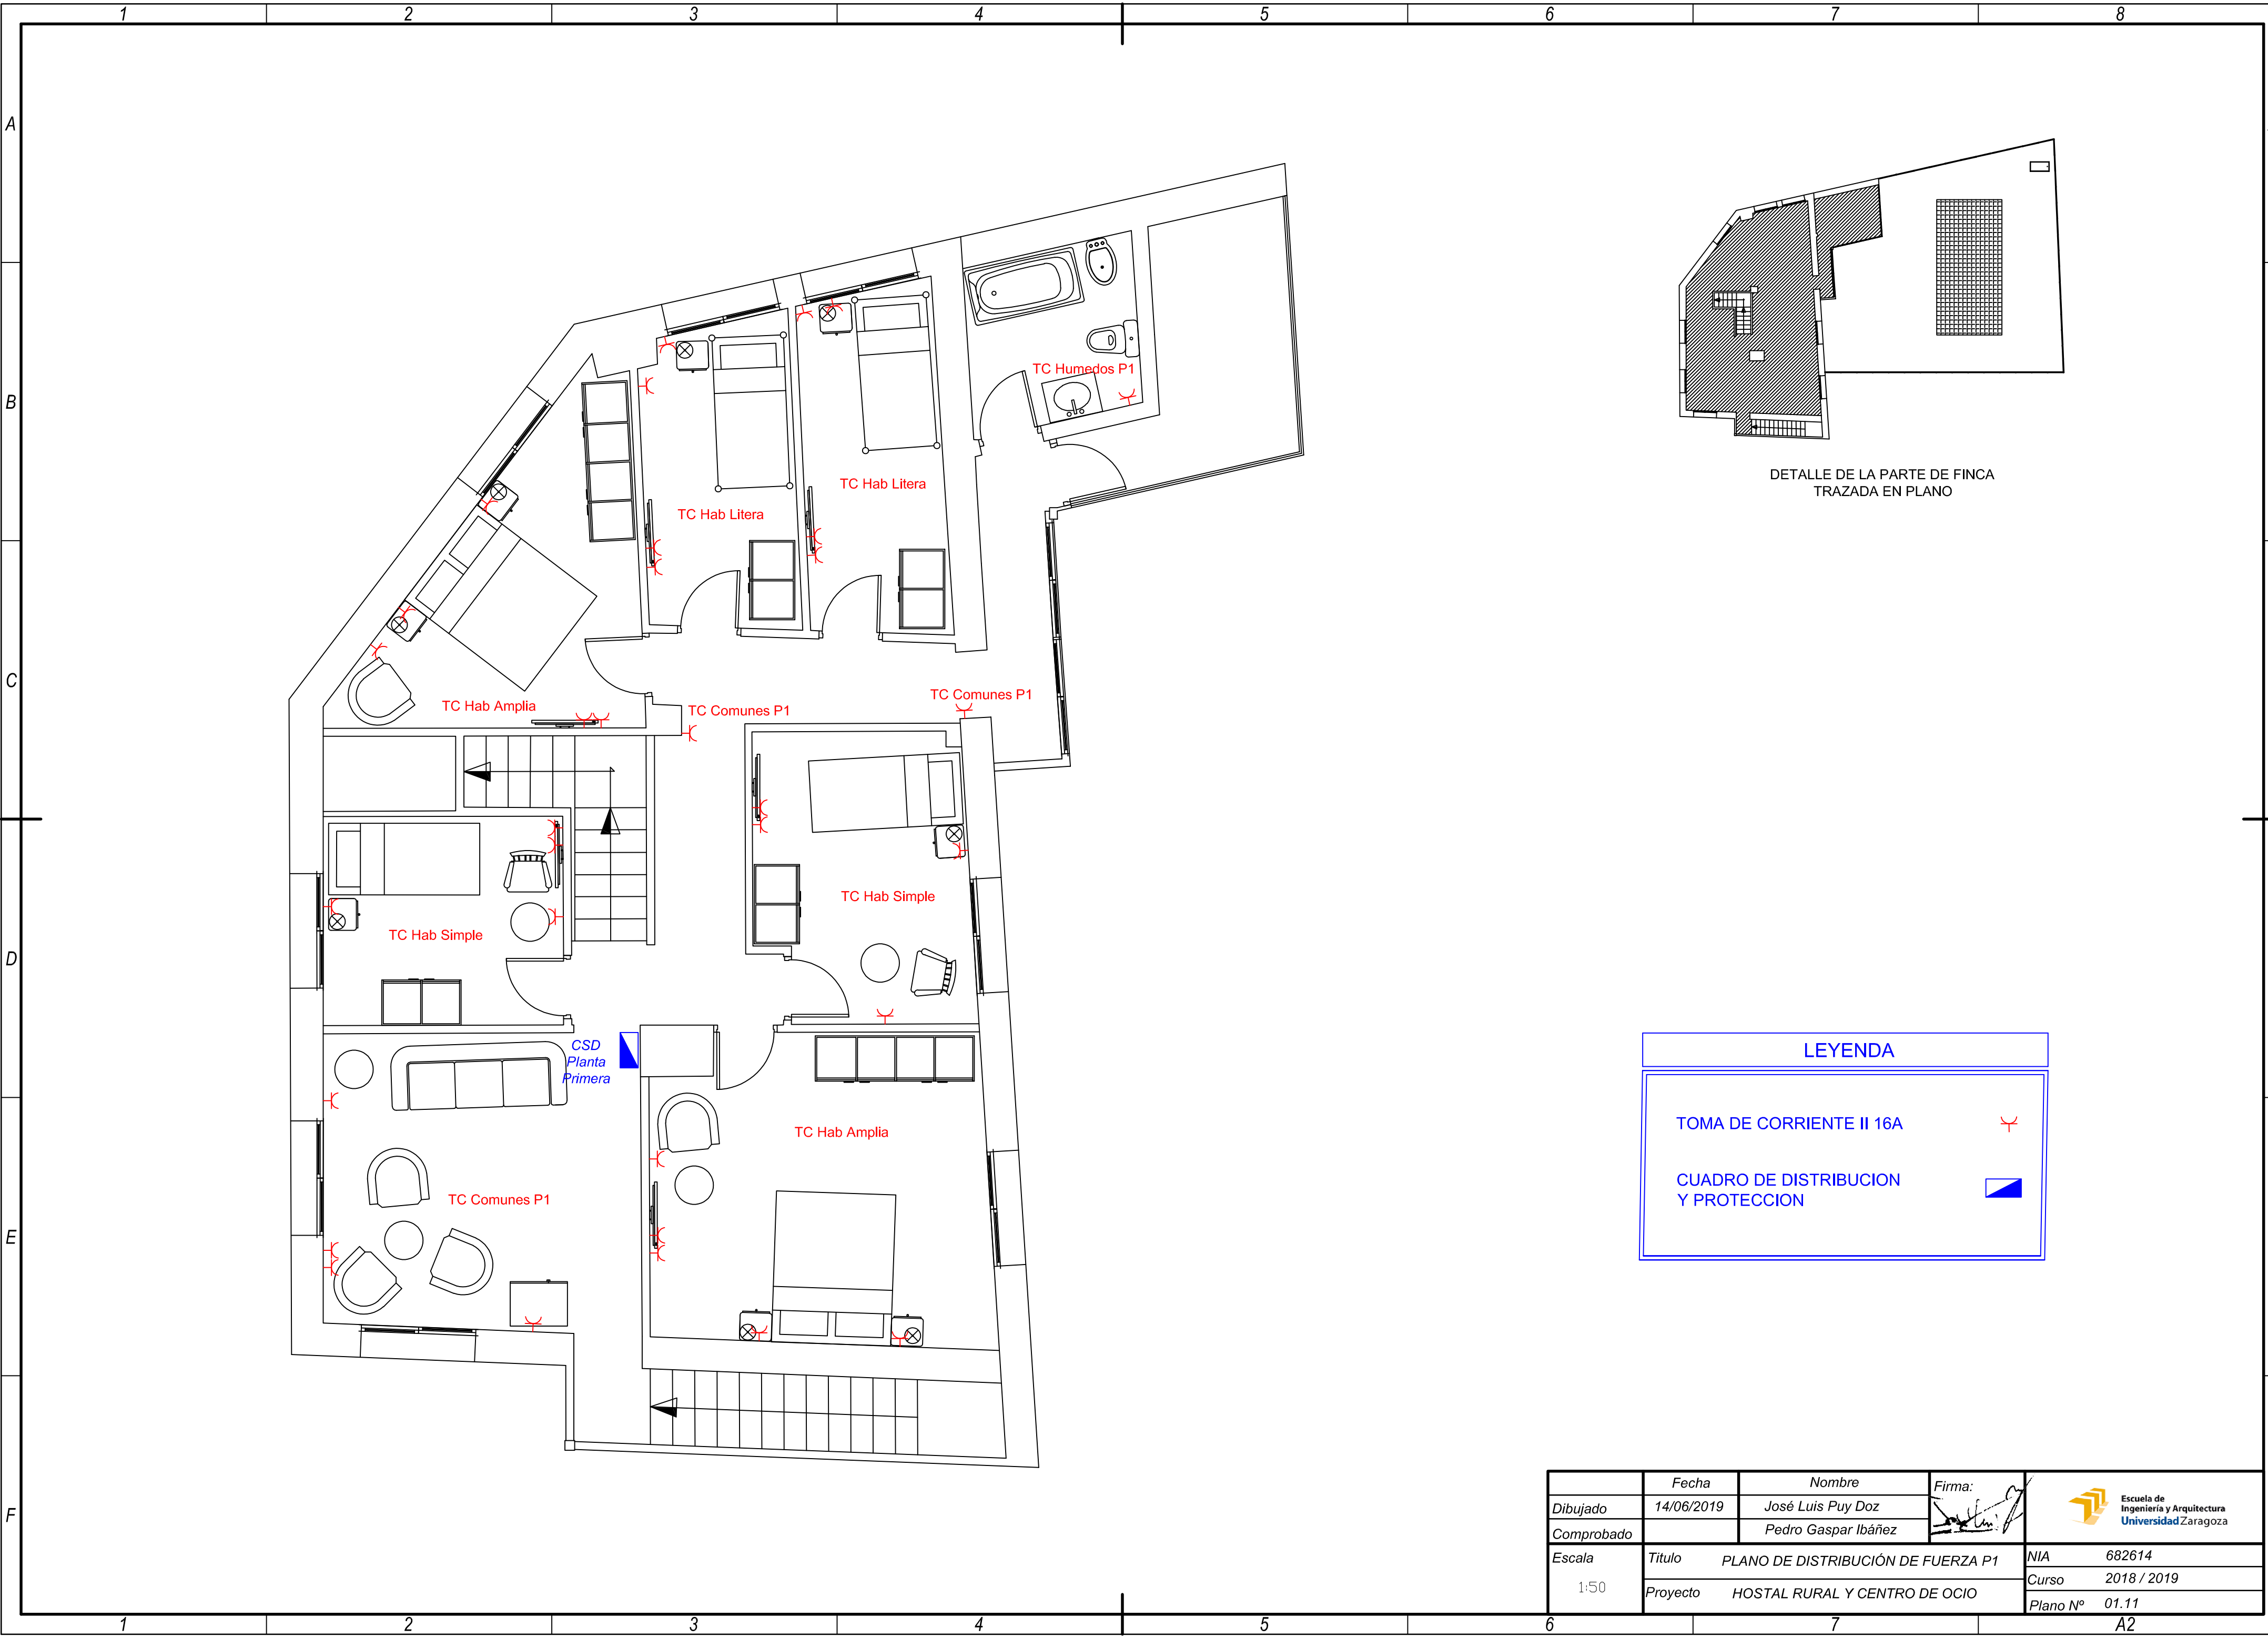 1 2 3 4 5 6 7 8
A
B
C
D
E
F
TC Humedos P1
TC Hab Litera
TC Hab Litera
TC Hab Amplia
TC Comunes P1
TC Comunes P1
TC Hab Simple
TC Hab Simple
CSD
Planta
Primera
TC Hab Amplia
TC Comunes P1
DETALLE DE LA PARTE DE FINCA
TRAZADA EN PLANO
LEYENDA
TOMA DE CORRIENTE II 16A
CUADRO DE DISTRIBUCION
Y PROTECCION
Fecha Nombre Firma:
Dibujado 14/06/2019 José Luis Puy Doz
Comprobado Pedro Gaspar Ibáñez
Escuela de
Ingeniería y Arquitectura
Universidad Zaragoza
Escala
1:50
Titulo PLANO DE DISTRIBUCIÓN DE FUERZA P1
Proyecto HOSTAL RURAL Y CENTRO DE OCIO
NIA 682614
Curso 2018 / 2019
Plano Nº 01.11
1 2 3 4 5 6 7 A2